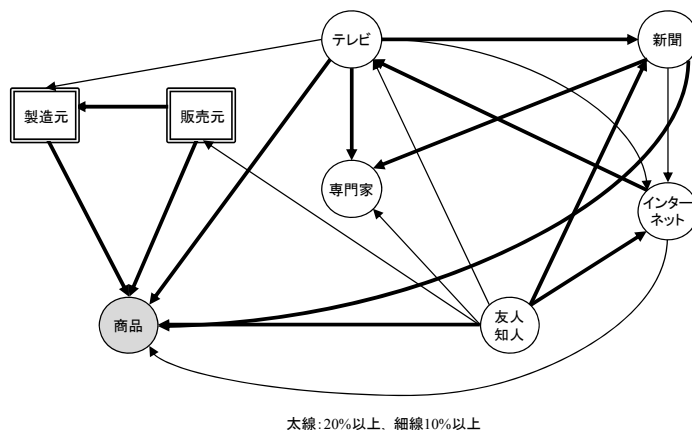 テレビ
新聞
製造元
販売元
専門家
インター
ネット
商品
友人
知人
太線:20%以上、細線10%以上